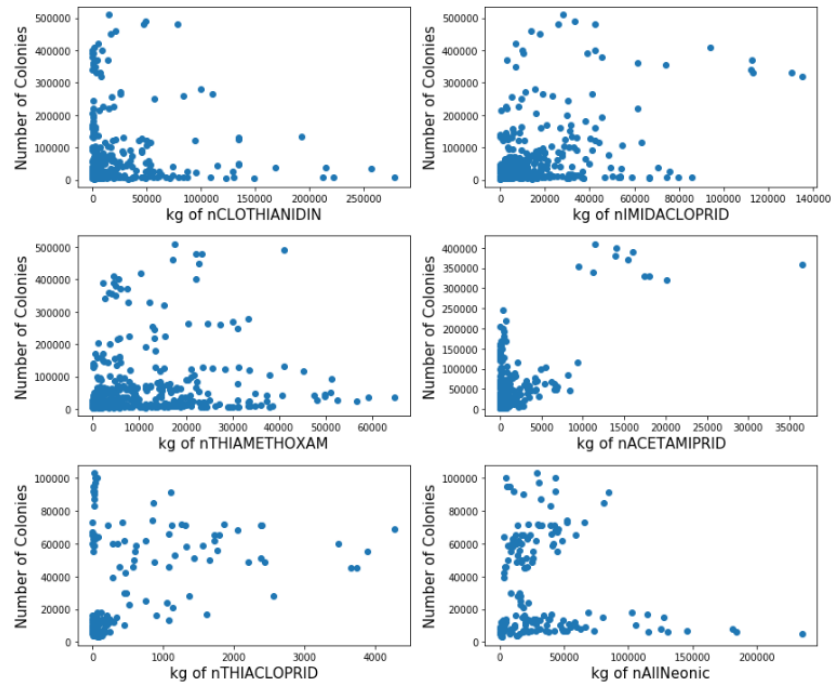 Number of Colonies
500000
400000
300000
200000
100000
0
0 50000 100000 150000 200000 250000
kg of nCLOTHIANIDIN
Number of Colonies
500000
400000
300000
200000
100000
0
0 20000 40000 60000 80000 100000 120000 140000
kg of nIMIDACLOPRID
Number of Colonies
500000
400000
300000
200000
100000
0
0 10000 20000 30000 40000 50000 60000
kg of nTHIAMETHOXAM
Number of Colonies
400000
350000
300000
250000
200000
150000
100000
50000
0
0 5000 10000 15000 20000 25000 30000 35000
kg of nACETAMIPRID
Number of Colonies
100000
80000
60000
40000
20000
0
0 1000 2000 3000 4000
kg of nTHIACLOPRID
Number of Colonies
100000
80000
60000
40000
20000
0
0 50000 100000 150000 200000
kg of nAllNeonic